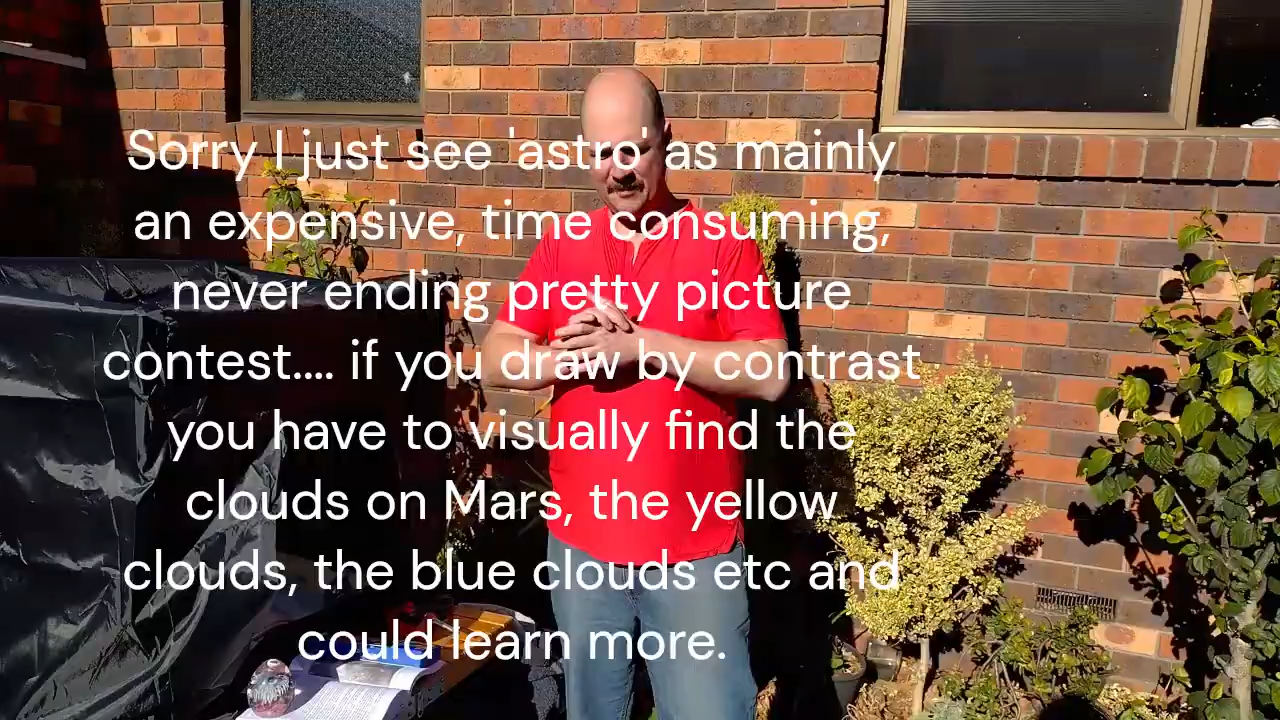 Sorry I just see 'astro' as mainly
an expensive, time consuming,
never ending pretty picture
contest.... if you draw by contrast
you have to visually find the
clouds on Mars, the yellow
clouds, the blue clouds etc and
could learn more.